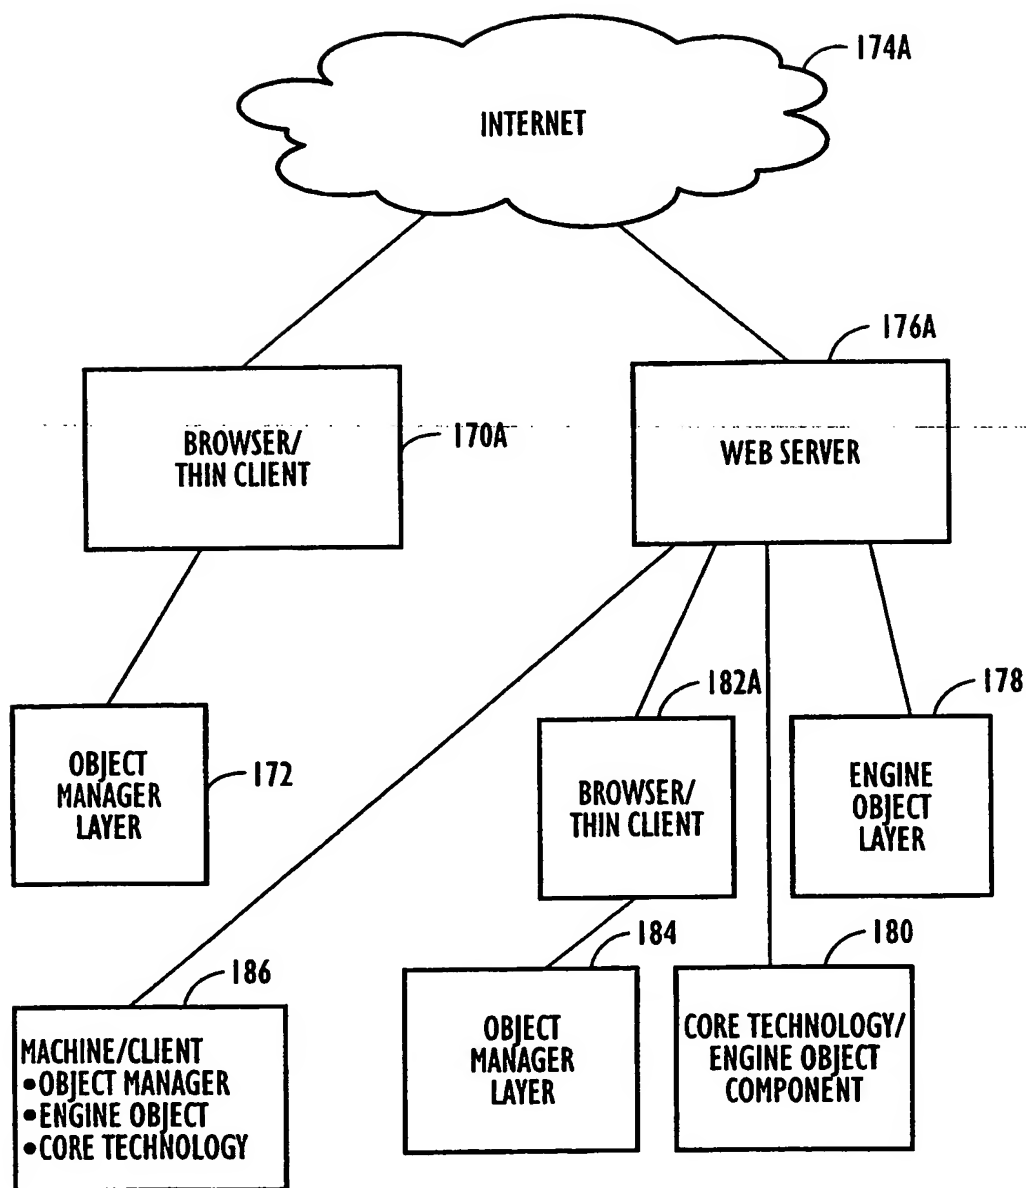 174A
INTERNET
176A
BROWSER/
THIN CLIENT
170A
WEB SERVER
182A
178
OBJECT
MANAGER
LAYER
172
BROWSER/
THIN CLIENT
ENGINE
OBJECT
LAYER
184
180
186
OBJECT
MANAGER
LAYER
CORE TECHNOLOGY/
ENGINE OBJECT
COMPONENT
MACHINE/CLIENT
•OBJECT MANAGER
•ENGINE OBJECT
•CORE TECHNOLOGY